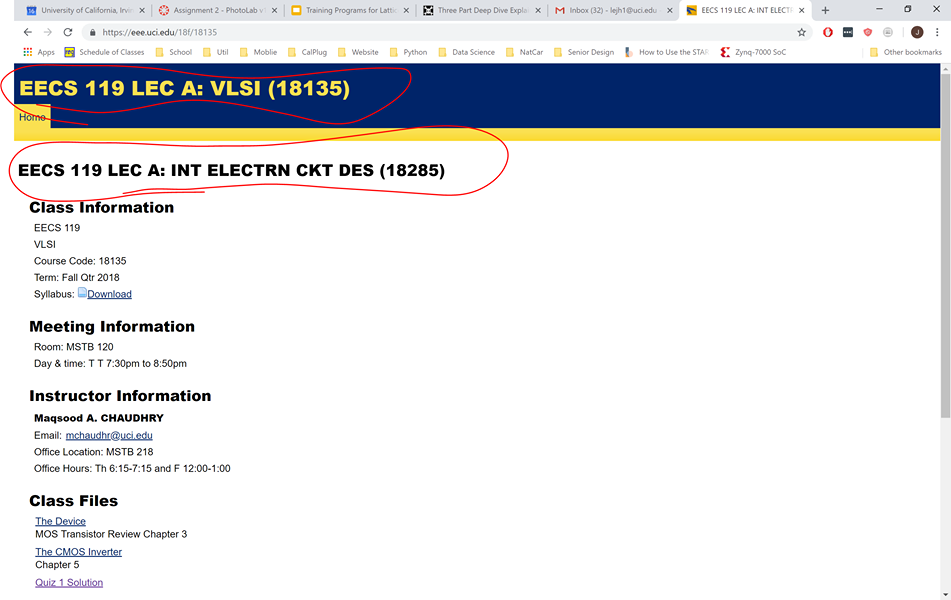 University of California, Irvin
Assignment 2 - PhotoLab v
Training Programs for Lattic
Three Part Deep Dive Explai
Inbox (32) - lejh1@uci.edu
EECS 119 LEC A: INT ELECTR
https://eee.uci.edu/18f/18135
Apps
Schedule of Classes
School
Util
Moblie
CalPlug
Website
Python
Data Science
NatCar
Senior Design
How to Use the STAR
Zynq-7000 SoC
Other bookmarks
EECS 119 LEC A: VLSI (18135)
Home
EECS 119 LEC A: INT ELECTRN CKT DES (18285)
Class Information
EECS 119
VLSI
Course Code: 18135
Term: Fall Qtr 2018
Syllabus: Download
Meeting Information
Room: MSTB 120
Day & time: T T 7:30pm to 8:50pm
Instructor Information
Maqsood A. CHAUDHRY
Email: mchaudhr@uci.edu
Office Location: MSTB 218
Office Hours: Th 6:15-7:15 and F 12:00-1:00
Class Files
The Device
MOS Transistor Review Chapter 3
The CMOS Inverter
Chapter 5
Quiz 1 Solution